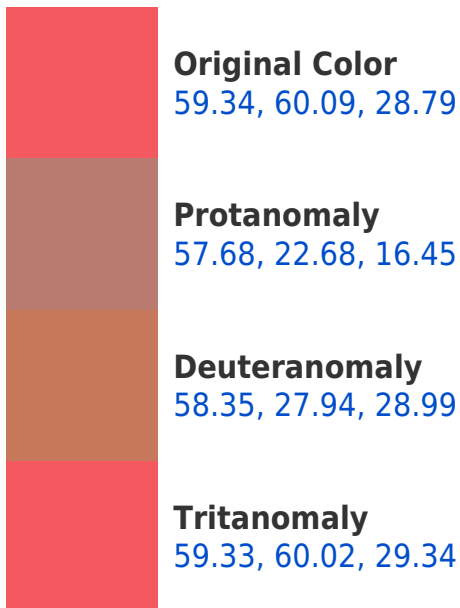 Original Color
59.34, 60.09, 28.79
Protanomaly
57.68, 22.68, 16.45
Deuteranomaly
58.35, 27.94, 28.99
Tritanomaly
59.33, 60.02, 29.34